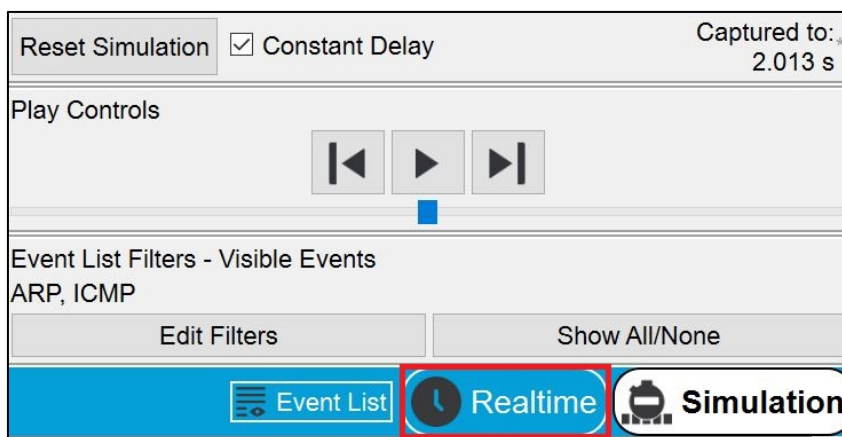 Reset Simulation Constant Delay Captured to:
2.013 s
Play Controls
Event List Filters - Visible Events
ARP, ICMP
Edit Filters Show All/None
Event List Realtime Simulation